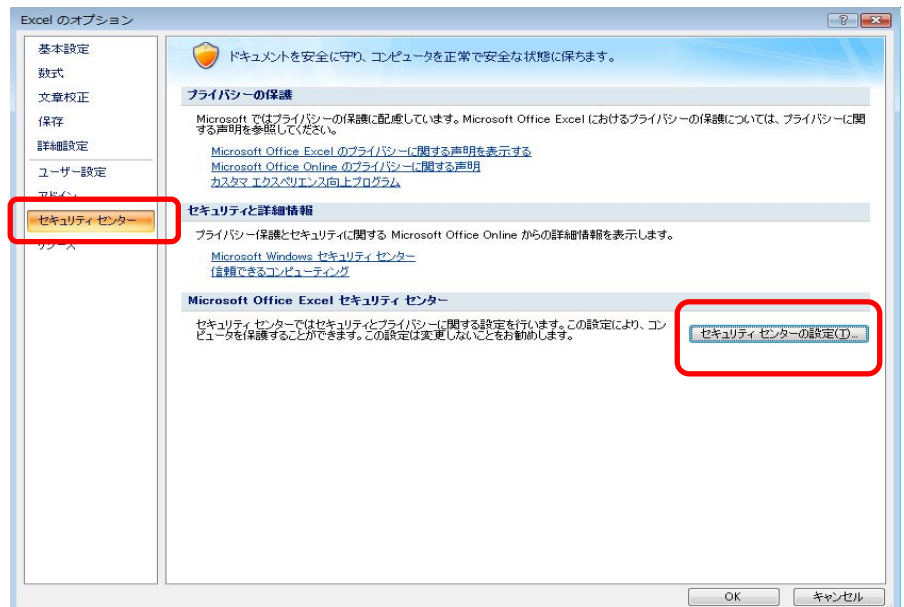 Excel のオプション
基本設定
数式
文章校正
保存
詳細設定
ユーザー設定
アドイン
セキュリティ センター
リソース
ドキュメントを安全に守り、コンピュータを正常で安全な状態に保ちます。
プライバシーの保護
Microsoft ではプライバシーの保護に配慮しています。Microsoft Office Excel におけるプライバシーの保護については、プライバシーに関
する声明を参照してください。
Microsoft Office Excel のプライバシーに関する声明を表示する
Microsoft Office Online のプライバシーに関する声明
カスタマ エクスペリエンス向上プログラム
セキュリティと詳細情報
プライバシー保護とセキュリティに関する Microsoft Office Online からの詳細情報を表示します。
Microsoft Windows セキュリティ センター
信頼できるコンピューティング
Microsoft Office Excel セキュリティ センター
セキュリティ センターではセキュリティとプライバシーに関する設定を行います。この設定により、コン
ピュータを保護することができます。この設定は変更しないことをお勧めします。
セキュリティ センターの設定(T)...
OK
キャンセル